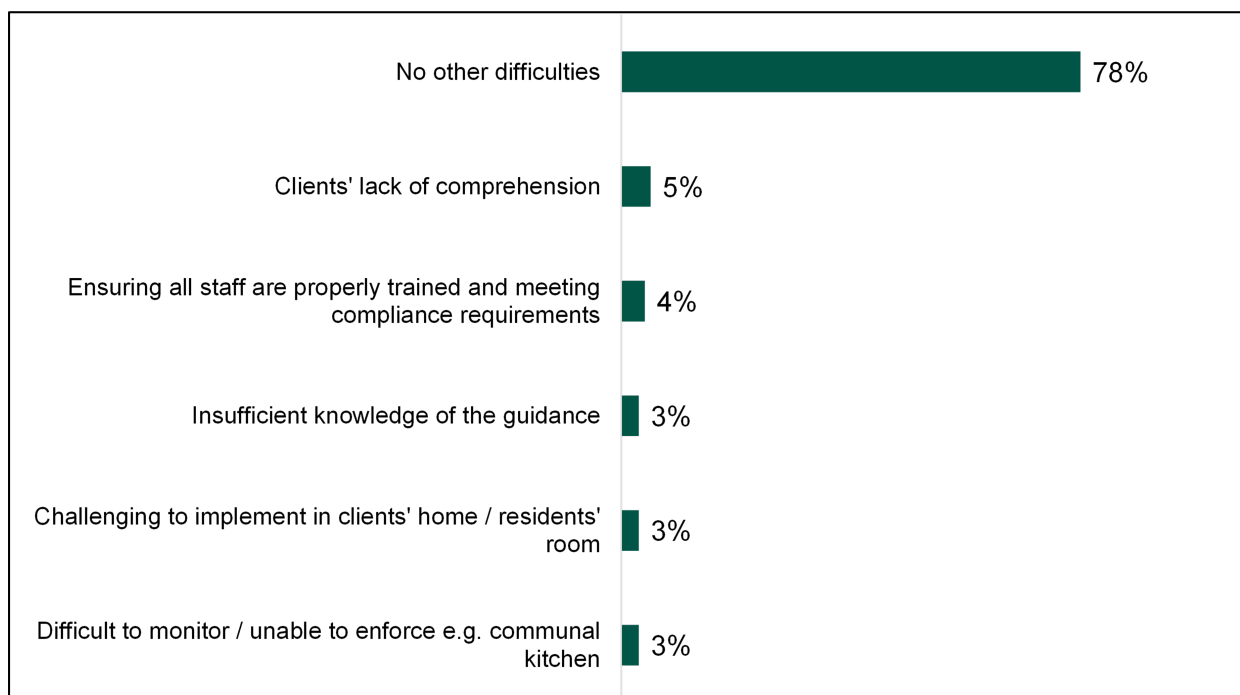 No other difficulties
78%
Clients' lack of comprehension
5%
Ensuring all staff are properly trained and meeting
compliance requirements
4%
Insufficient knowledge of the guidance
3%
Challenging to implement in clients' home / residents'
room
3%
Difficult to monitor / unable to enforce e.g. communal
kitchen
3%